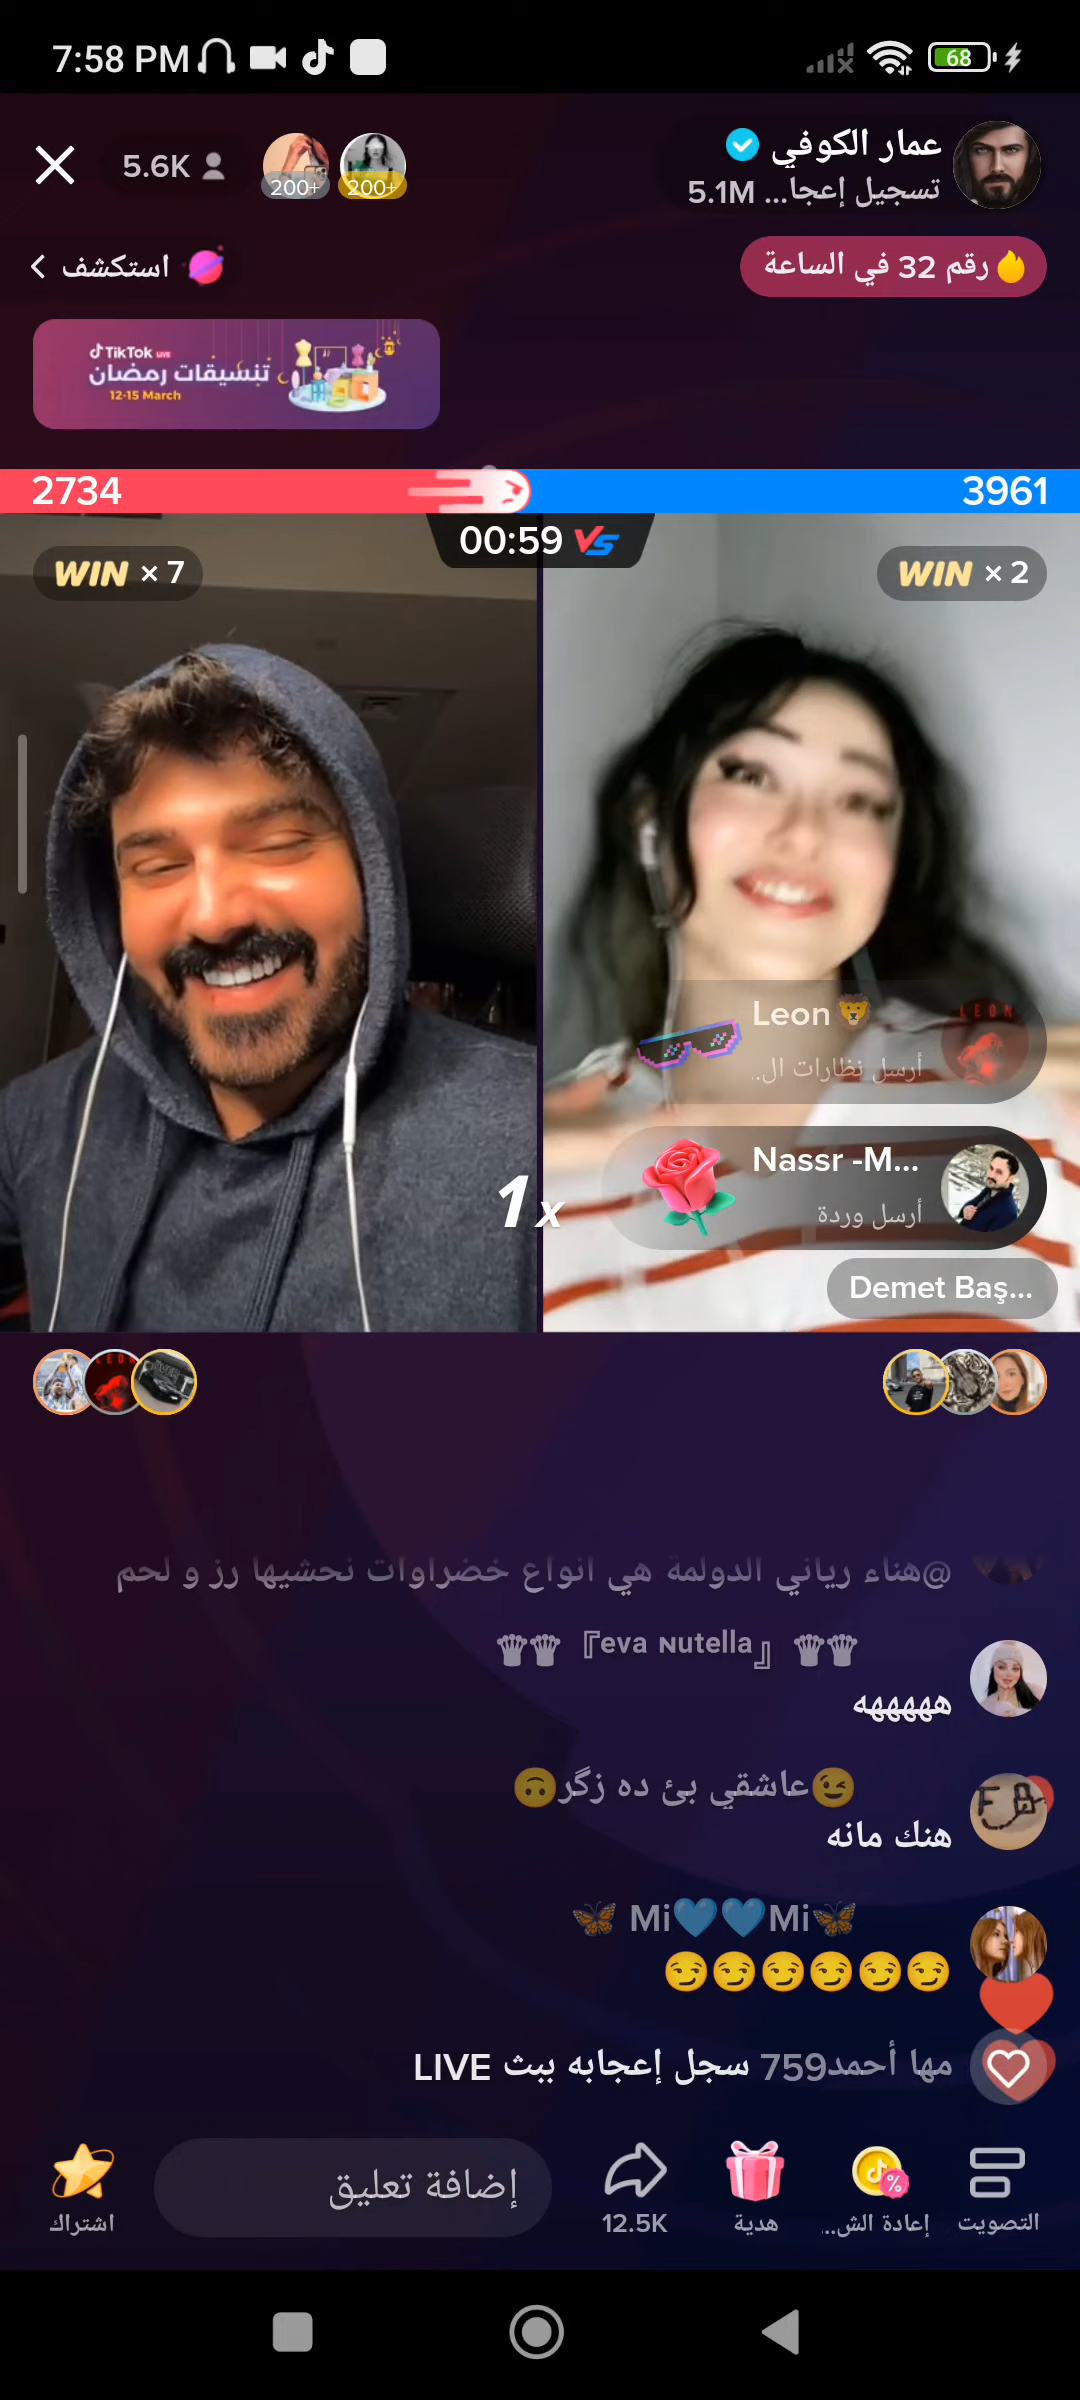 7:58 PM
68
5.6K
200+
200+
عمار الكوفي
تسجيل إعجا... 5.1M
استكشف
رقم 32 في الساعة
TikTok LIVE
تنسيقات رمضان
12-15 March
2734
3961
00:59 VS
WIN × 7
WIN × 2
LEON
Leon
أرسل نظارات ال...
Nassr -M...
أرسل وردة
1x
Demet Baş...
@هناء رياني الدولمة هي انواع خضراوات نحشيها رز و لحم
『eva ɴutella』
هههههه
عاشقي بئ ده زگر
هنك مانه
Mi💙💙Mi
😏😏😏😏😏😏
مها أحمد759 سجل إعجابه ببث LIVE
إضافة تعليق
اشتراك
12.5K
هدية
إعادة الش...
التصويت